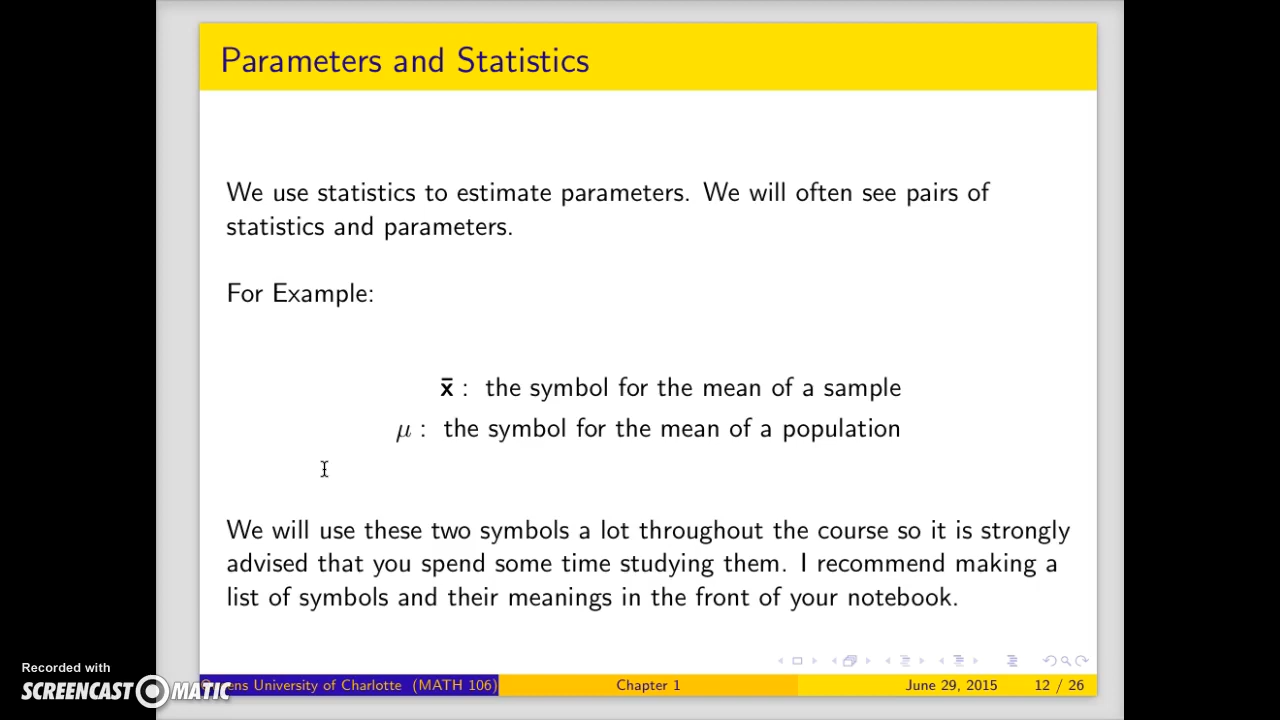 Parameters and Statistics
We use statistics to estimate parameters. We will often see pairs of
statistics and parameters.
For Example:
x̄ : the symbol for the mean of a sample
μ : the symbol for the mean of a population
We will use these two symbols a lot throughout the course so it is strongly
advised that you spend some time studying them. I recommend making a
list of symbols and their meanings in the front of your notebook.
University of Charlotte (MATH 106) Chapter 1 June 29, 2015 12 / 26
Recorded with
SCREENCAST MATIC